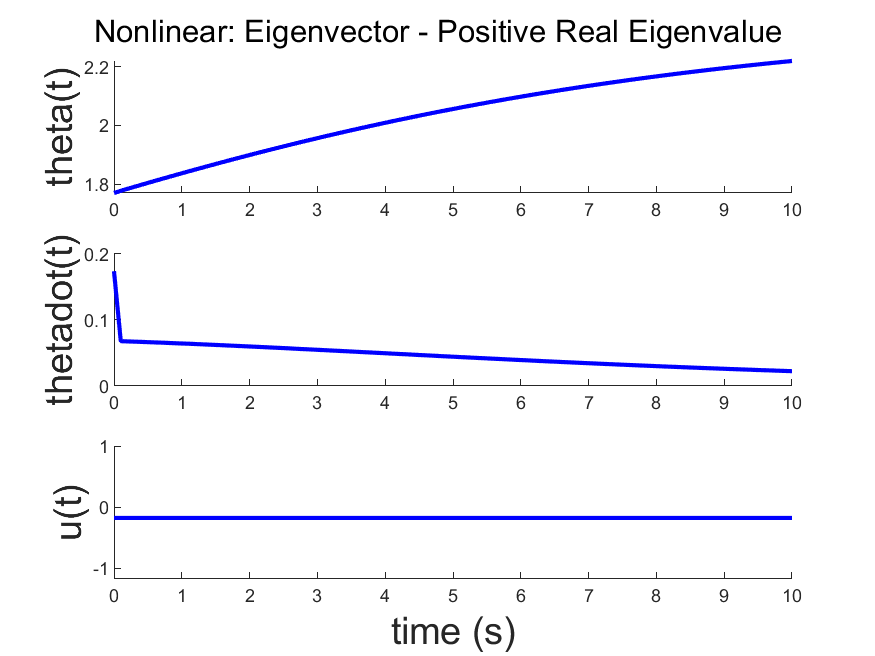 Nonlinear: Eigenvector - Positive Real Eigenvalue
theta(t)
2.2
2
1.8
0 1 2 3 4 5 6 7 8 9 10
thetadot(t)
0.2
0.1
0
0 1 2 3 4 5 6 7 8 9 10
u(t)
1
0
-1
0 1 2 3 4 5 6 7 8 9 10
time (s)